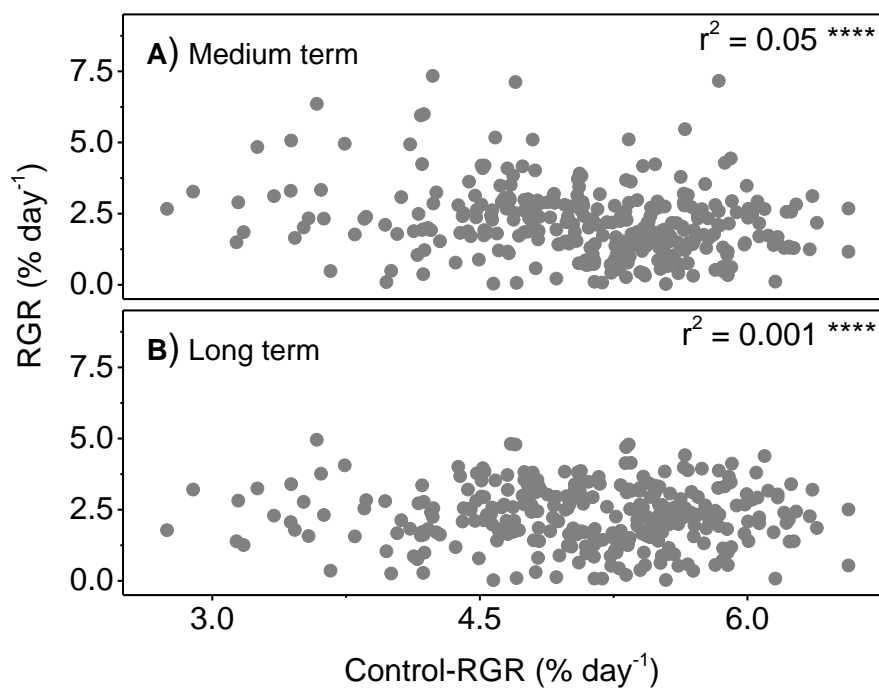 A) Medium term
r² = 0.05 ****
7.5
5.0
2.5
0.0
B) Long term
r² = 0.001 ****
7.5
5.0
2.5
0.0
RGR (% day⁻¹)
3.0 4.5 6.0
Control-RGR (% day⁻¹)